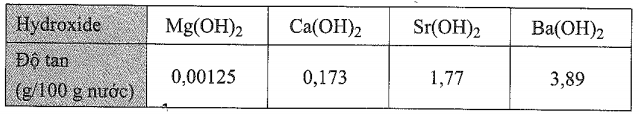 Hydroxide Mg(OH)2 Ca(OH)2 Sr(OH)2 Ba(OH)2
Độ tan
(g/100 g nước) 0,00125 0,173 1,77 3,89